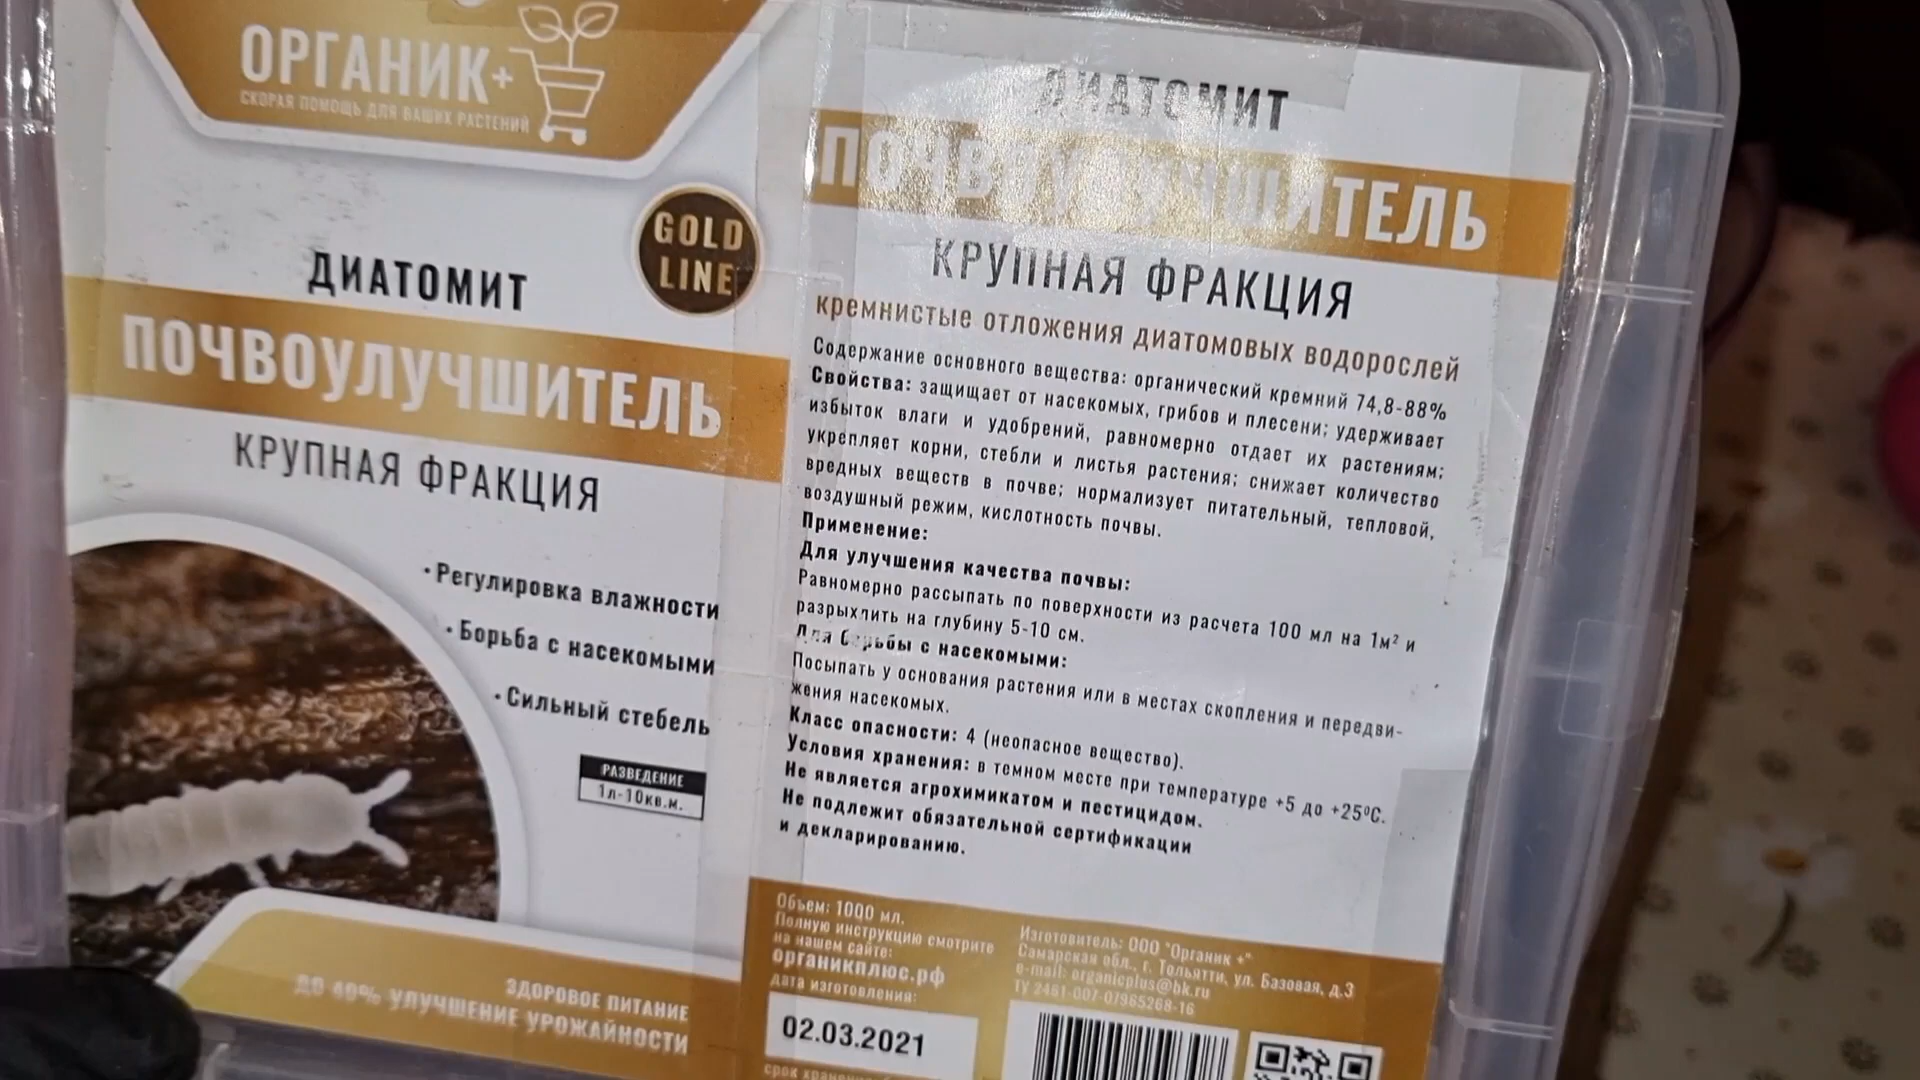 ОРГАНИК+
СКОРАЯ ПОМОЩЬ ДЛЯ ВАШИХ РАСТЕНИЙ
GOLD
LINE
ДИАТОМИТ
ПОЧВОУЛУЧШИТЕЛЬ
КРУПНАЯ ФРАКЦИЯ
• Регулировка влажности
• Борьба с насекомыми
• Сильный стебель
РАЗВЕДЕНИЕ
1л-10кв.м.
ЗДОРОВОЕ ПИТАНИЕ
ДО 40% УЛУЧШЕНИЕ УРОЖАЙНОСТИ
ДИАТОМИТ
ПОЧВОУЛУЧШИТЕЛЬ
КРУПНАЯ ФРАКЦИЯ
кремнистые отложения диатомовых водорослей
Содержание основного вещества: органический кремний 74,8-88%
Свойства: защищает от насекомых, грибов и плесени; удерживает
избыток влаги и удобрений, равномерно отдает их растениям;
укрепляет корни, стебли и листья растения; снижает количество
вредных веществ в почве; нормализует питательный, тепловой,
воздушный режим, кислотность почвы.
Применение:
Для улучшения качества почвы:
Равномерно рассыпать по поверхности из расчета 100 мл на 1м² и
разрыхлить на глубину 5-10 см.
Для борьбы с насекомыми:
Посыпать у основания растения или в местах скопления и передви-
жения насекомых.
Класс опасности: 4 (неопасное вещество).
Условия хранения: в темном месте при температуре +5 до +25ºС.
Не является агрохимикатом и пестицидом.
Не подлежит обязательной сертификации
и декларированию.
Объем: 1000 мл.
Полную инструкцию смотрите
на нашем сайте:
органикплюс.рф
дата изготовления:
02.03.2021
срок хранения:
Изготовитель: ООО "Органик +"
Самарская обл., г. Тольятти, ул. Базовая, д.3
e-mail: organicplus@bk.ru
ТУ 2461-007-07965268-16